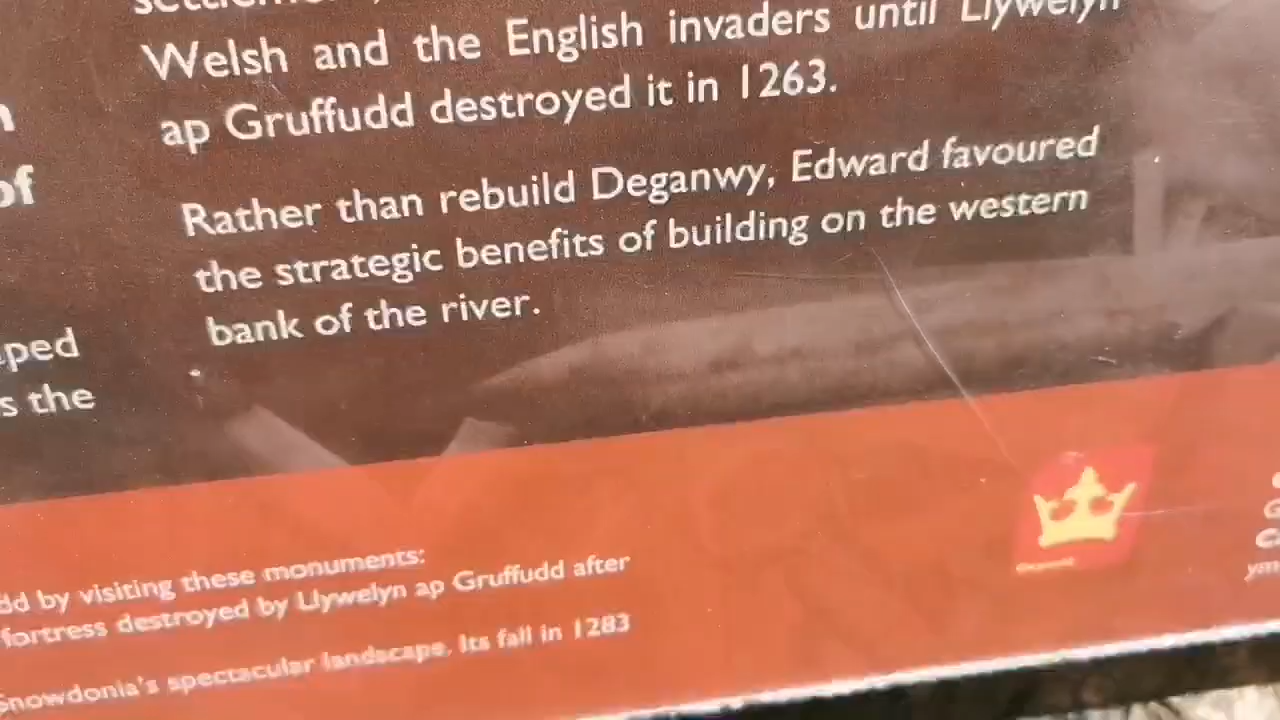 Welsh and the English invaders until Llywelyn
ap Gruffudd destroyed it in 1263.
Rather than rebuild Deganwy, Edward favoured
the strategic benefits of building on the western
bank of the river.
of
s the
by visiting these monuments:
fortress destroyed by Llywelyn ap Gruffudd after
Snowdonia's spectacular landscape. Its fall in 1283